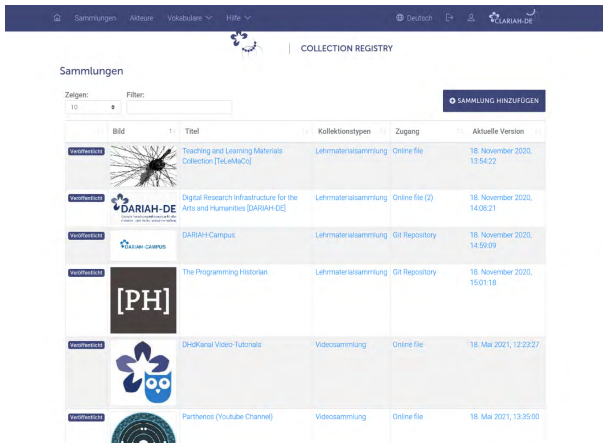 Sammlungen Akteure Vokabulare Hilfe Deutsch CLARIAH-DE
COLLECTION REGISTRY
Sammlungen
Zeigen: Filter:
10
SAMMLUNG HINZUFÜGEN
Bild Titel Kollektionstypen Zugang Aktuelle Version
Veröffentlicht Teaching and Learning Materials Lehrmaterialsammlung Online file 18. November 2020,
Collection [TeLeMaCo] 13:54:22
Veröffentlicht DARIAH-DE Digital Research Infrastructure for the Lehrmaterialsammlung Online file (2) 18. November 2020,
Arts and Humanities [DARIAH-DE] 14:06:21
Veröffentlicht DARIAH-CAMPUS DARIAH-Campus Lehrmaterialsammlung Git Repository 18. November 2020,
14:59:09
Veröffentlicht [PH] The Programming Historian Lehrmaterialsammlung Git Repository 18. November 2020,
15:01:18
Veröffentlicht DHdKanal Video-Tutorials Videosammlung Online file 18. Mai 2021, 12:23:27
Veröffentlicht Parthenos (Youtube Channel) Videosammlung Online file 18. Mai 2021, 13:35:00